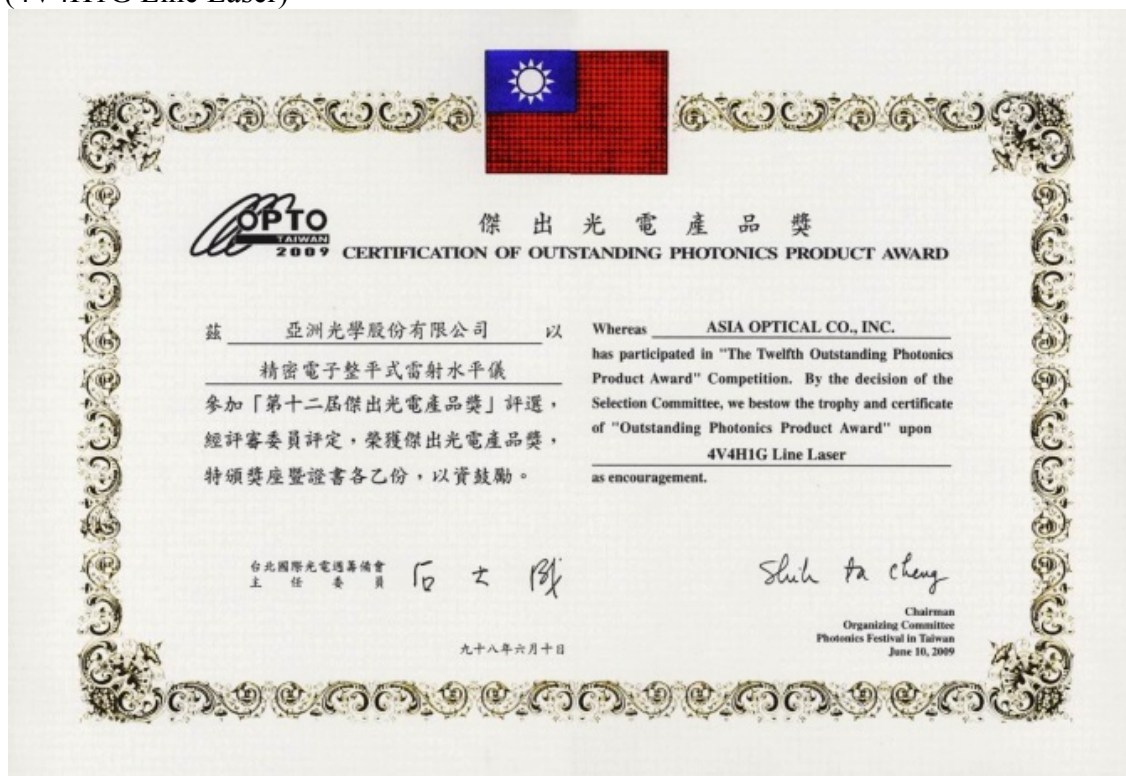 (4V4H1G Line Laser)
OPTO
TAIWAN
2009
傑出光電產品獎
CERTIFICATION OF OUTSTANDING PHOTONICS PRODUCT AWARD
茲 亞洲光學股份有限公司 以
精密電子整平式雷射水平儀
參加「第十二屆傑出光電產品獎」評選，
經評審委員評定，榮獲傑出光電產品獎，
特頒獎座暨證書各乙份，以資鼓勵。
Whereas ASIA OPTICAL CO., INC.
has participated in "The Twelfth Outstanding Photonics
Product Award" Competition. By the decision of the
Selection Committee, we bestow the trophy and certificate
of "Outstanding Photonics Product Award" upon
4V4H1G Line Laser
as encouragement.
台北國際光電週籌備會
主任委員
九十八年六月十日
Shih ta cheng
Chairman
Organizing Committee
Photonics Festival in Taiwan
June 10, 2009